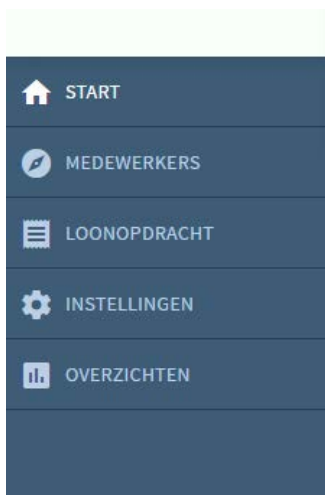 START
MEDEWERKERS
LOONOPDRACHT
INSTELLINGEN
OVERZICHTEN